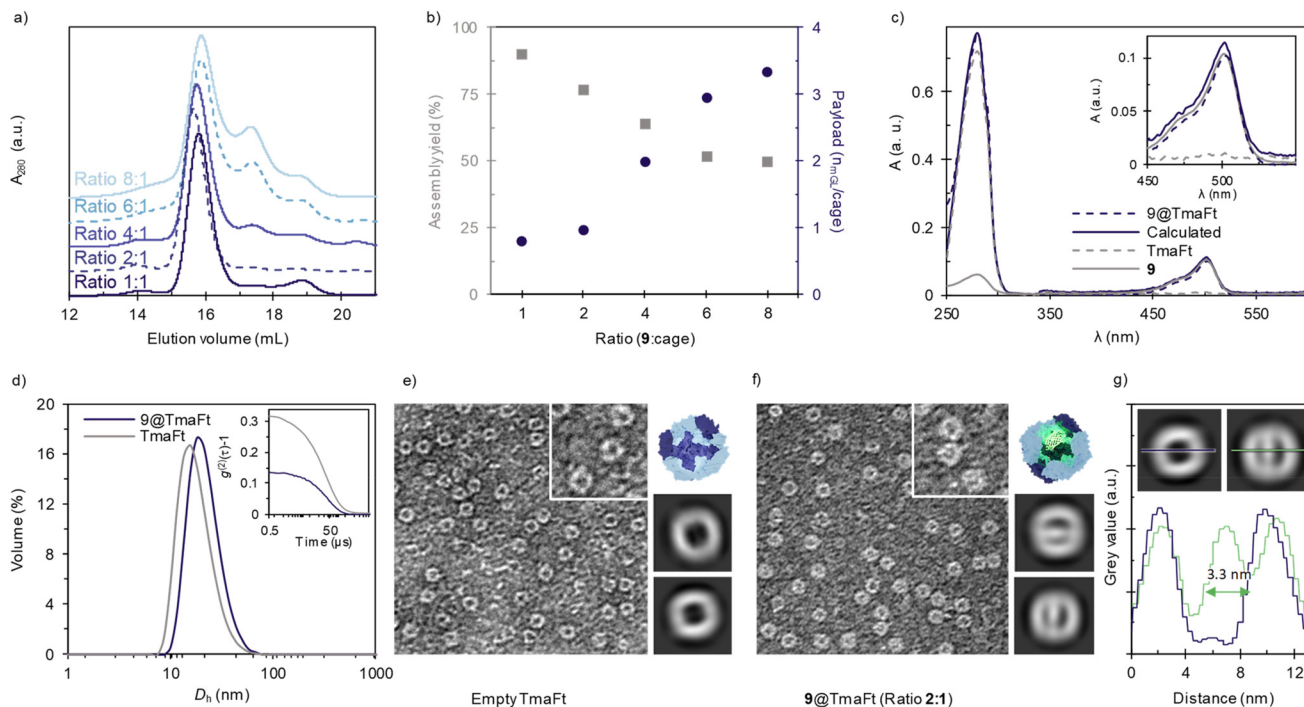 a)
A280 (a.u.)
Ratio 8:1
Ratio 6:1
Ratio 4:1
Ratio 2:1
Ratio 1:1
12 14 16 18 20
Elution volume (mL)
b)
Assembly yield (%)
100
75
50
25
0
1 2 4 6 8
Ratio (9:cage)
4
3
2
1
0
Payload (nmGL/cage)
c)
A (a. u.)
0.6
0.4
0.2
0
250 350 450 550
λ (nm)
A (a.u.)
0.1
0.05
0
450 500
λ (nm)
9@TmaFt
Calculated
TmaFt
9
d)
Volume (%)
20
16
12
8
4
0
1 10 100 1000
Dh (nm)
9@TmaFt
TmaFt
g(2)(τ)-1
0.3
0.2
0.1
0
0.5 50
Time (µs)
e)
Empty TmaFt
f)
9@TmaFt (Ratio 2:1)
g)
Grey value (a.u.)
3.3 nm
0 4 8 12
Distance (nm)